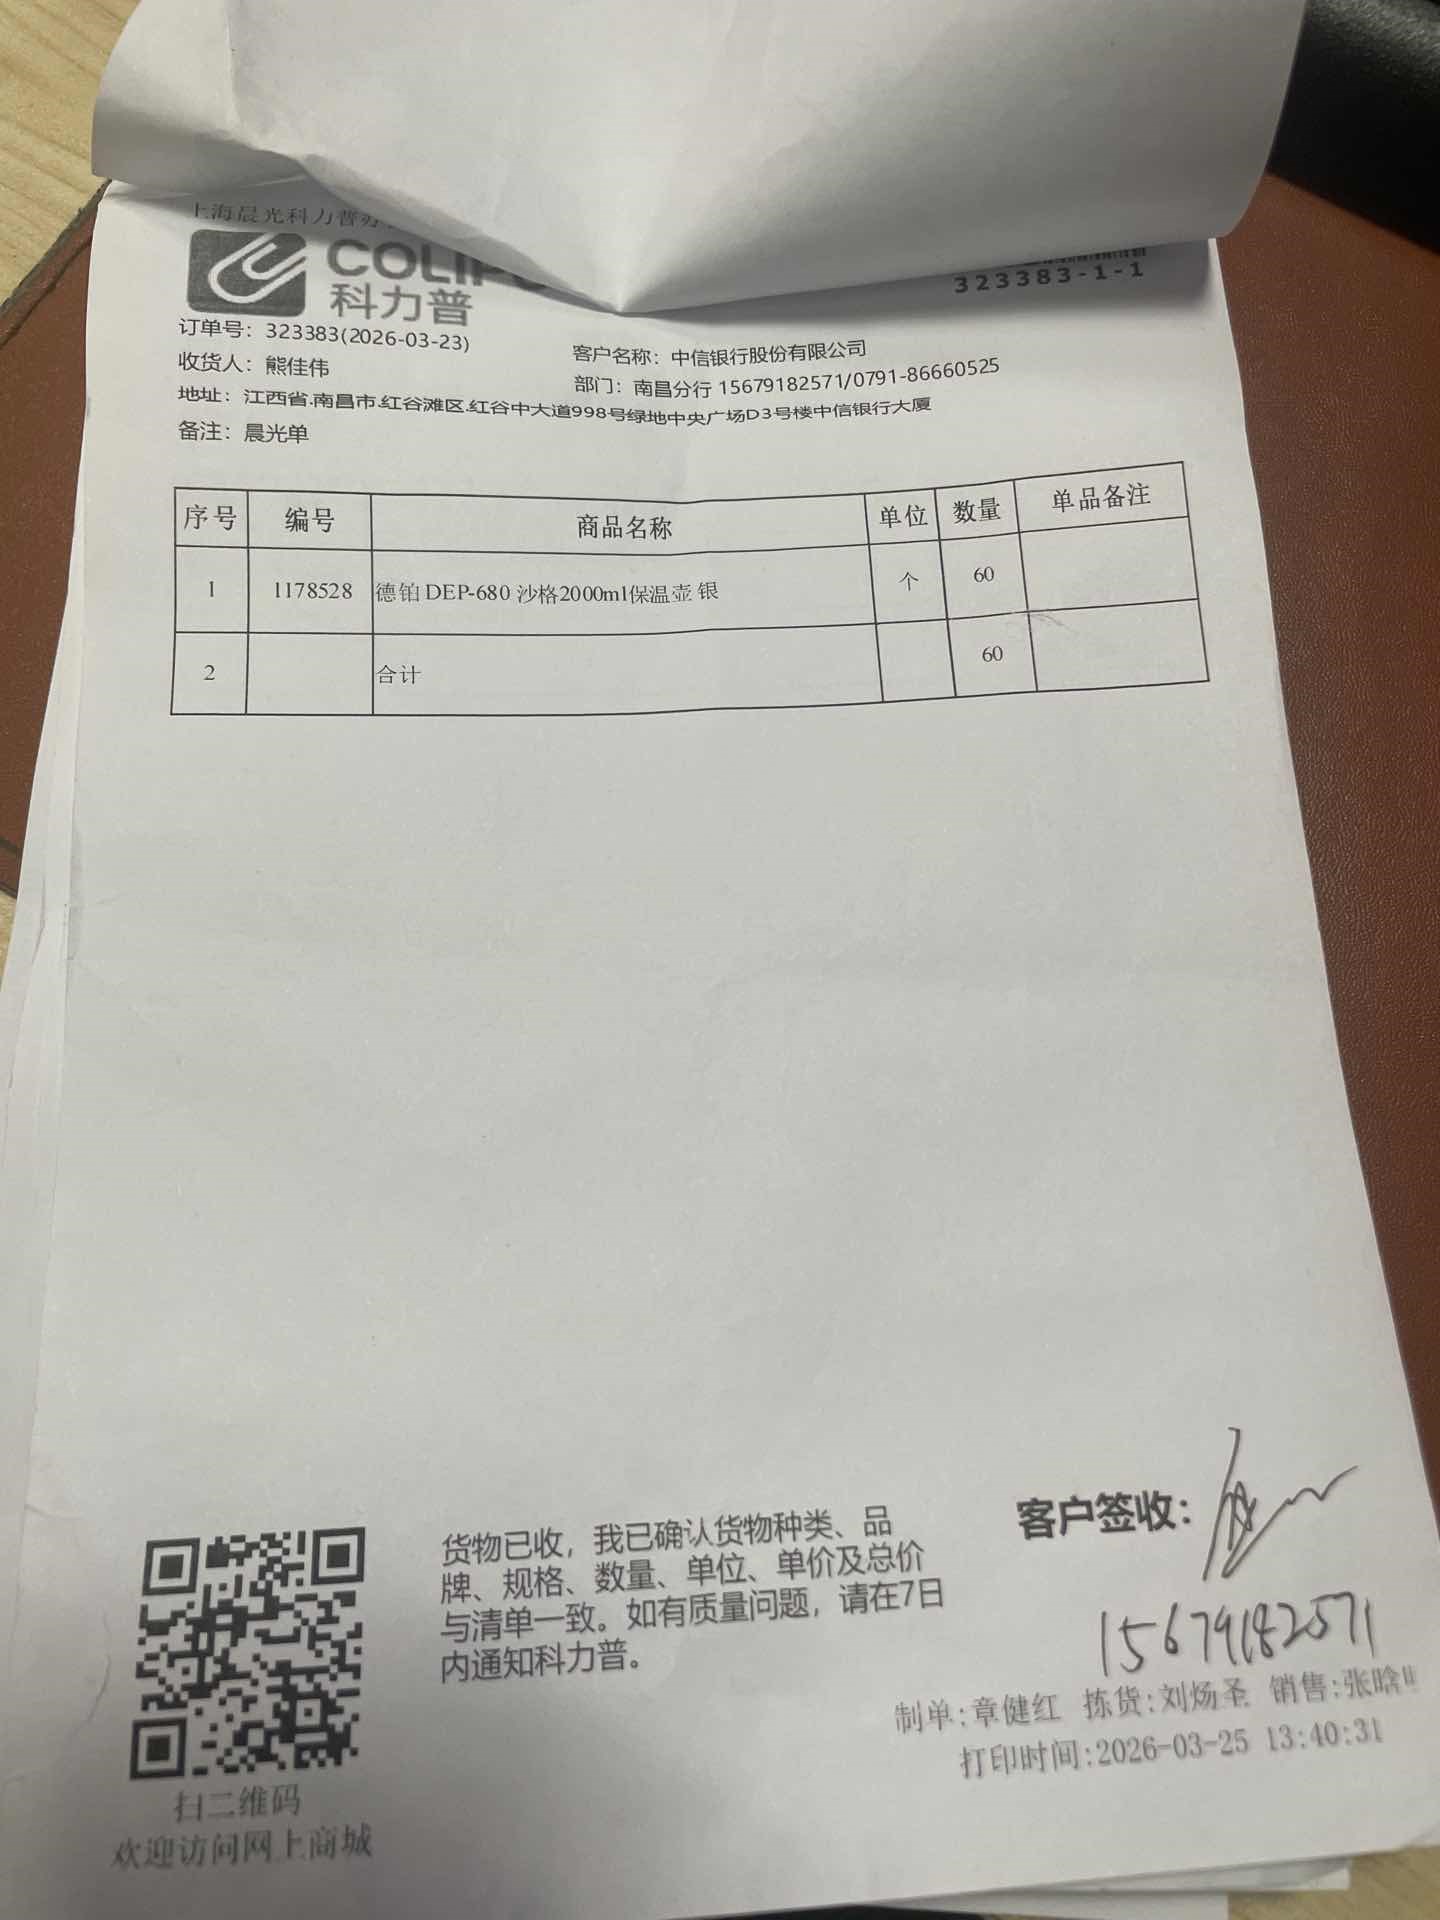 上海晨光科力普办
COLIP
科力普
323383-1-1
订单号：323383(2026-03-23)
客户名称：中信银行股份有限公司
收货人：熊佳伟
部门：南昌分行 15679182571/0791-86660525
地址：江西省.南昌市.红谷滩区.红谷中大道998号绿地中央广场D3号楼中信银行大厦
备注：晨光单
序号 编号 商品名称 单位 数量 单品备注
1 1178528 德铂 DEP-680 沙格2000ml保温壶 银 个 60
2 合计 60
货物已收，我已确认货物种类、品
牌、规格、数量、单位、单价及总价
与清单一致。如有质量问题，请在7日
内通知科力普。
客户签收：
15679182571
制单:章健红 拣货:刘炀圣 销售:张晗
打印时间:2026-03-25 13:40:31
扫二维码
欢迎访问网上商城